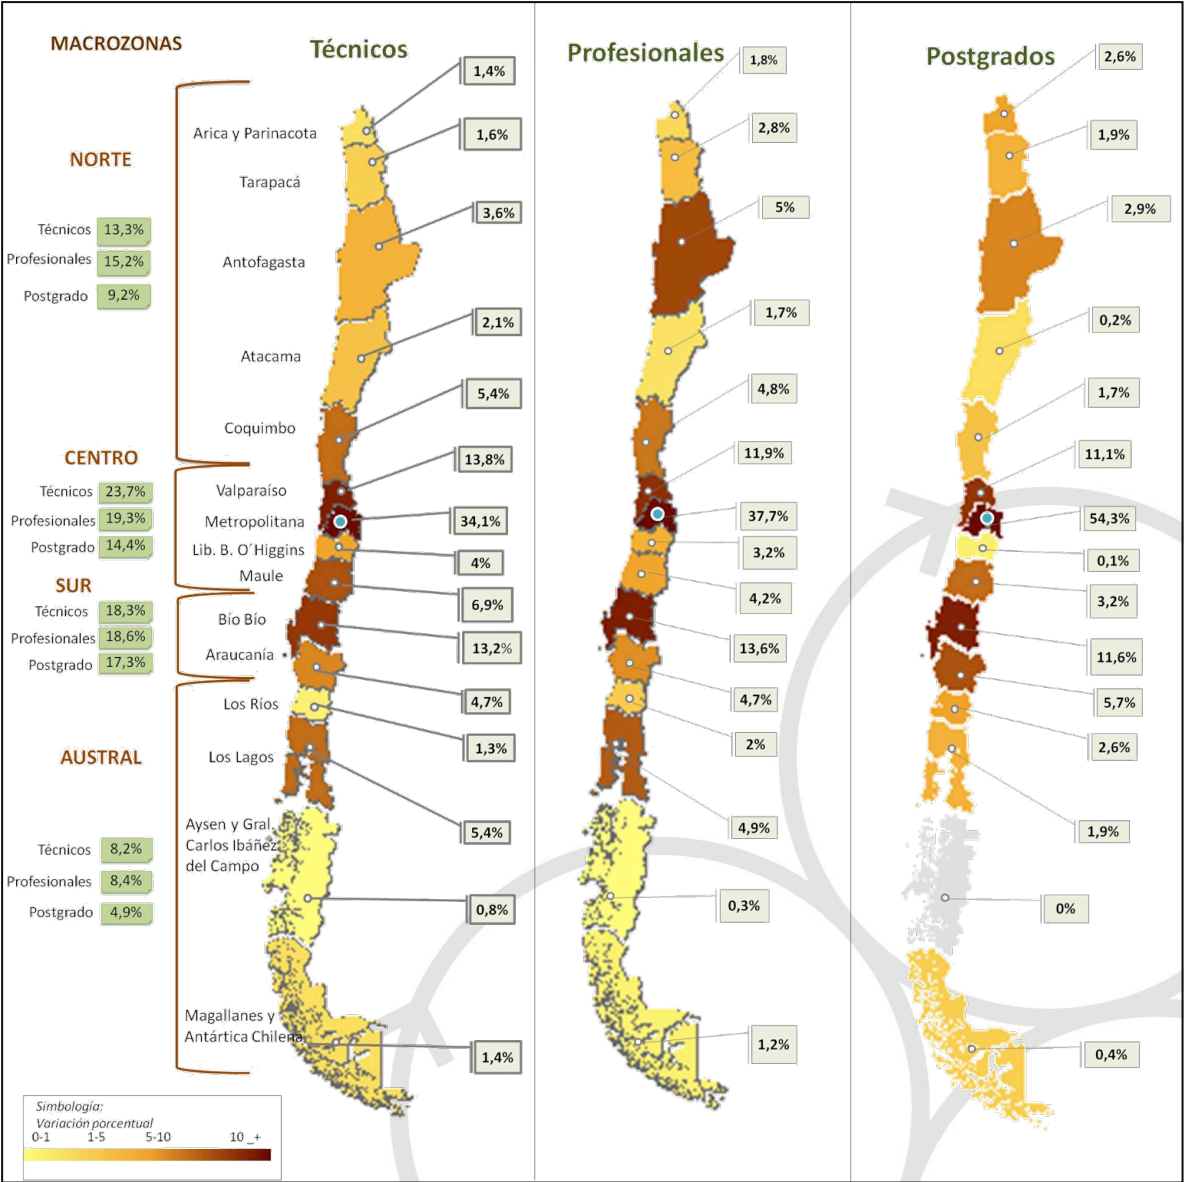 MACROZONAS
Técnicos
Profesionales
Postgrados
NORTE
Técnicos 13,3%
Profesionales 15,2%
Postgrado 9,2%
CENTRO
Técnicos 23,7%
Profesionales 19,3%
Postgrado 14,4%
SUR
Técnicos 18,3%
Profesionales 18,6%
Postgrado 17,3%
AUSTRAL
Técnicos 8,2%
Profesionales 8,4%
Postgrado 4,9%
Arica y Parinacota
Tarapacá
Antofagasta
Atacama
Coquimbo
Valparaíso
Metropolitana
Lib. B. O´Higgins
Maule
Bío Bío
Araucanía
Los Ríos
Los Lagos
Aysen y Gral.
Carlos Ibáñez
del Campo
Magallanes y
Antártica Chilena
1,4%
1,6%
3,6%
2,1%
5,4%
13,8%
34,1%
4%
6,9%
13,2%
4,7%
1,3%
5,4%
0,8%
1,4%
1,8%
2,8%
5%
1,7%
4,8%
11,9%
37,7%
3,2%
4,2%
13,6%
4,7%
2%
4,9%
0,3%
1,2%
2,6%
1,9%
2,9%
0,2%
1,7%
11,1%
54,3%
0,1%
3,2%
11,6%
5,7%
2,6%
1,9%
0%
0,4%
Simbología:
Variación porcentual
0-1 1-5 5-10 10 _+